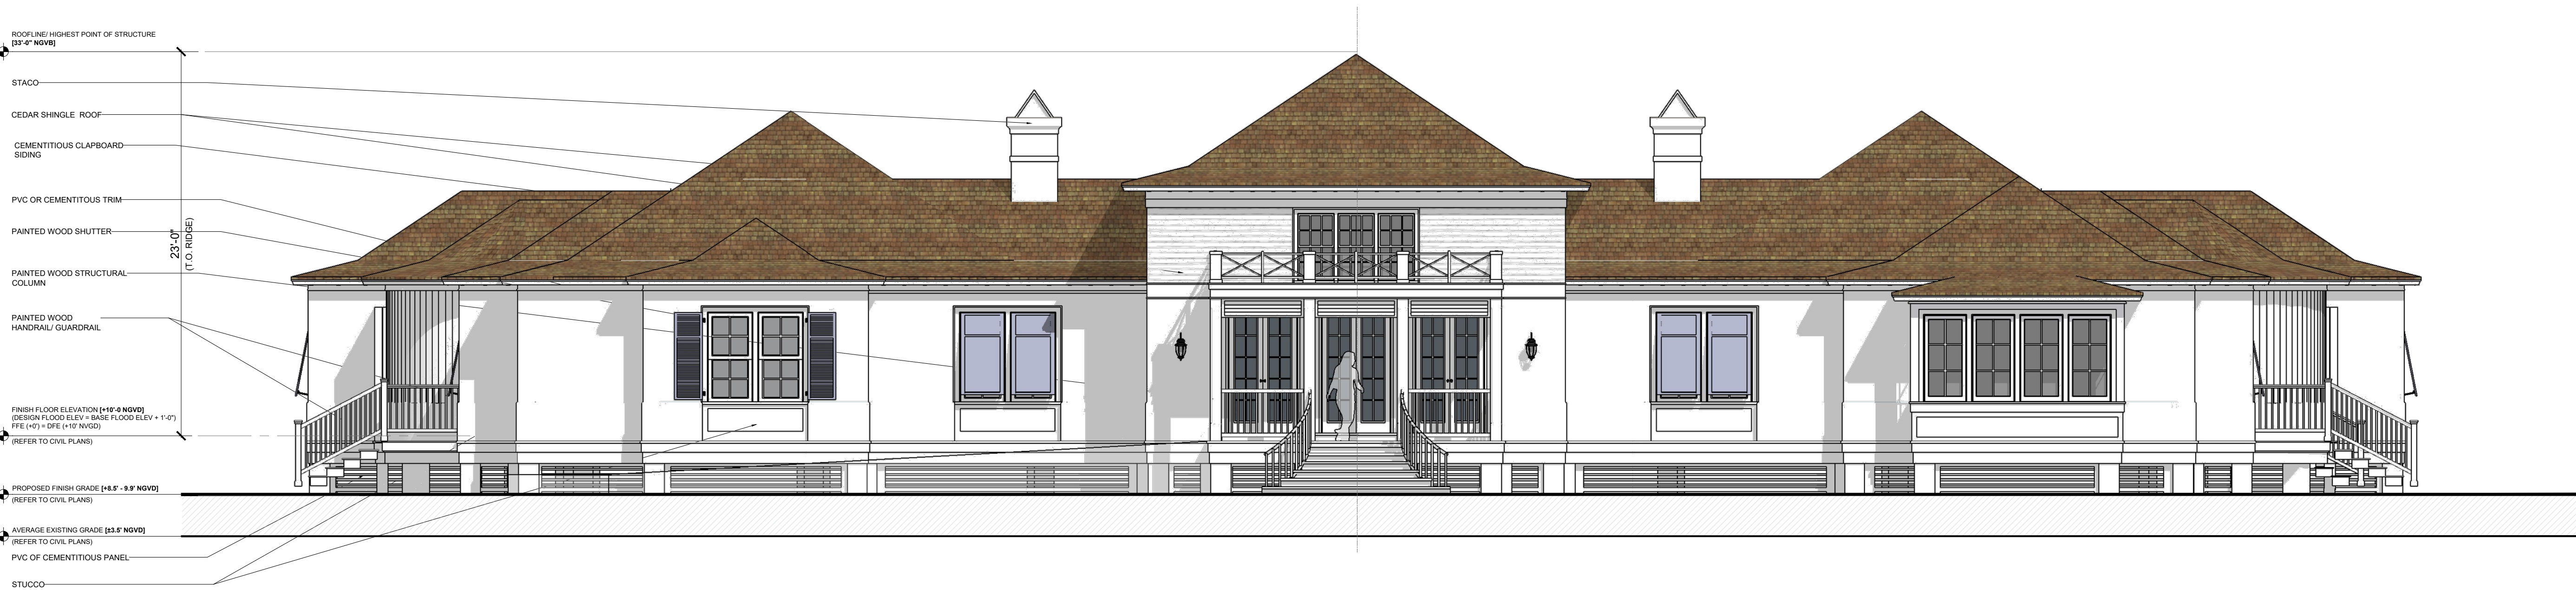 ROOFLINE/ HIGHEST POINT OF STRUCTURE
[33'-0" NGVB]
STACO
CEDAR SHINGLE ROOF
CEMENTITIOUS CLAPBOARD
SIDING
PVC OR CEMENTITOUS TRIM
PAINTED WOOD SHUTTER
23'-0"
(T.O. RIDGE)
PAINTED WOOD STRUCTURAL
COLUMN
PAINTED WOOD
HANDRAIL/ GUARDRAIL
FINISH FLOOR ELEVATION [+10'-0 NGVD]
(DESIGN FLOOD ELEV = BASE FLOOD ELEV + 1'-0")
FFE (+0') = DFE (+10' NVGD)
(REFER TO CIVIL PLANS)
PROPOSED FINISH GRADE [+8.5' - 9.9' NGVD]
(REFER TO CIVIL PLANS)
AVERAGE EXISTING GRADE [±3.5' NGVD]
(REFER TO CIVIL PLANS)
PVC OF CEMENTITIOUS PANEL
STUCCO